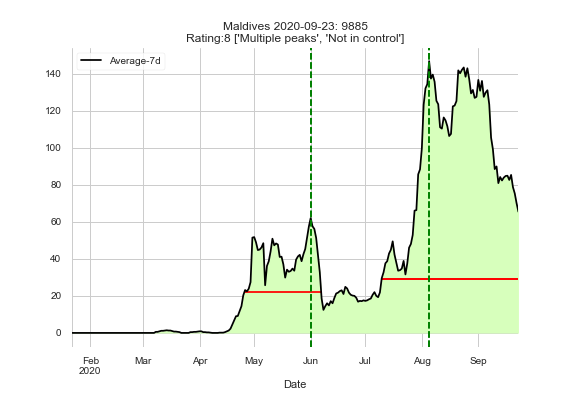 Maldives 2020-09-23: 9885
Rating:8 ['Multiple peaks', 'Not in control']
Average-7d
140
120
100
80
60
40
20
0
Feb Mar Apr May Jun Jul Aug Sep
2020
Date